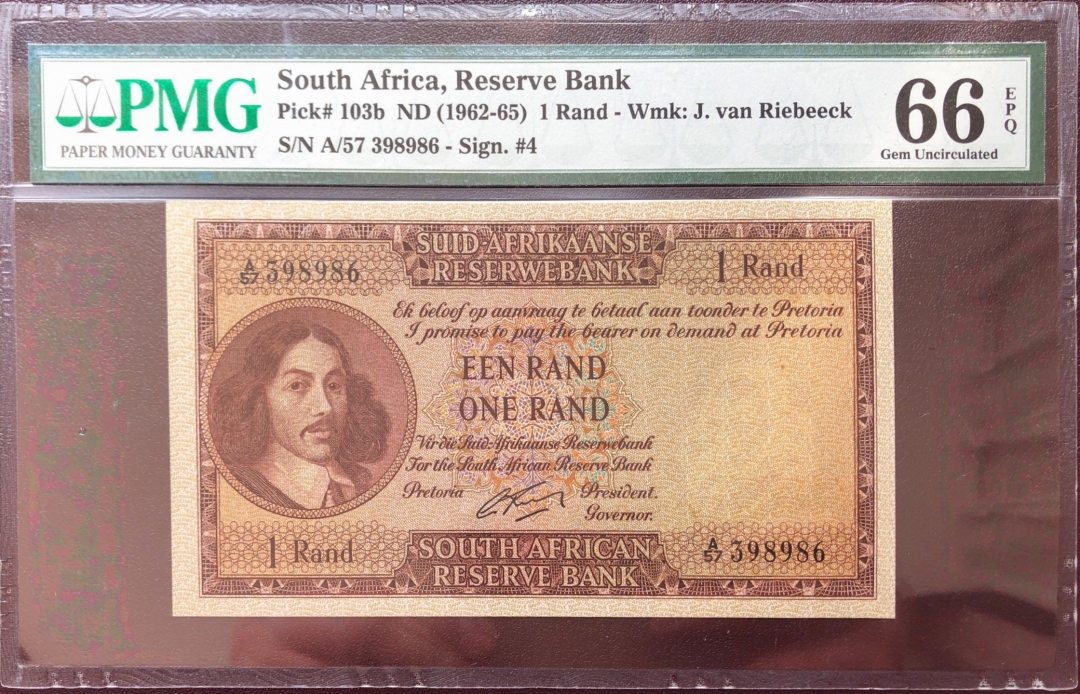 PMG
PAPER MONEY GUARANTY
South Africa, Reserve Bank
Pick# 103b ND (1962-65) 1 Rand - Wmk: J. van Riebeeck
S/N A/57 398986 - Sign. #4
66
EPQ
Gem Uncirculated
SUID-AFRIKAANSE
RESERWEBANK
A/57 398986
1 Rand
Ek beloof op aanvraag te betaal aan toonder te Pretoria
I promise to pay the bearer on demand at Pretoria
EEN RAND
ONE RAND
Vir die Suid-Afrikaanse Reserwebank
For the South African Reserve Bank
Pretoria President.
Governor.
1 Rand
SOUTH AFRICAN
RESERVE BANK
A/57 398986